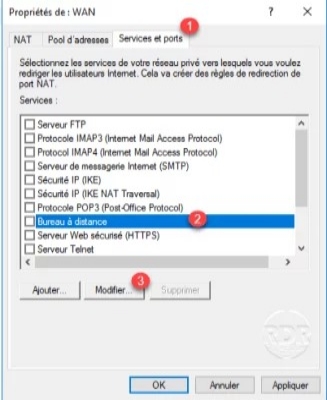 Propriétés de : WAN
? ×
1
NAT Pool d'adresses Services et ports
Sélectionnez les services de votre réseau privé vers lesquels vous voulez
rediriger les utilisateurs Internet. Cela va créer des règles de redirection de
port NAT.
Services :
Serveur FTP
Protocole IMAP3 (Internet Mail Access Protocol)
Protocol IMAP4 (Internet Mail Access Protocol)
Serveur de messagerie Internet (SMTP)
Sécurité IP (IKE)
Sécurité IP (IKE NAT Traversal)
Protocole POP3 (Post-Office Protocol)
Bureau à distance 2
Serveur Web sécurisé (HTTPS)
Serveur Telnet
3
Ajouter... Modifier... Supprimer
RDR
OK Annuler Appliquer